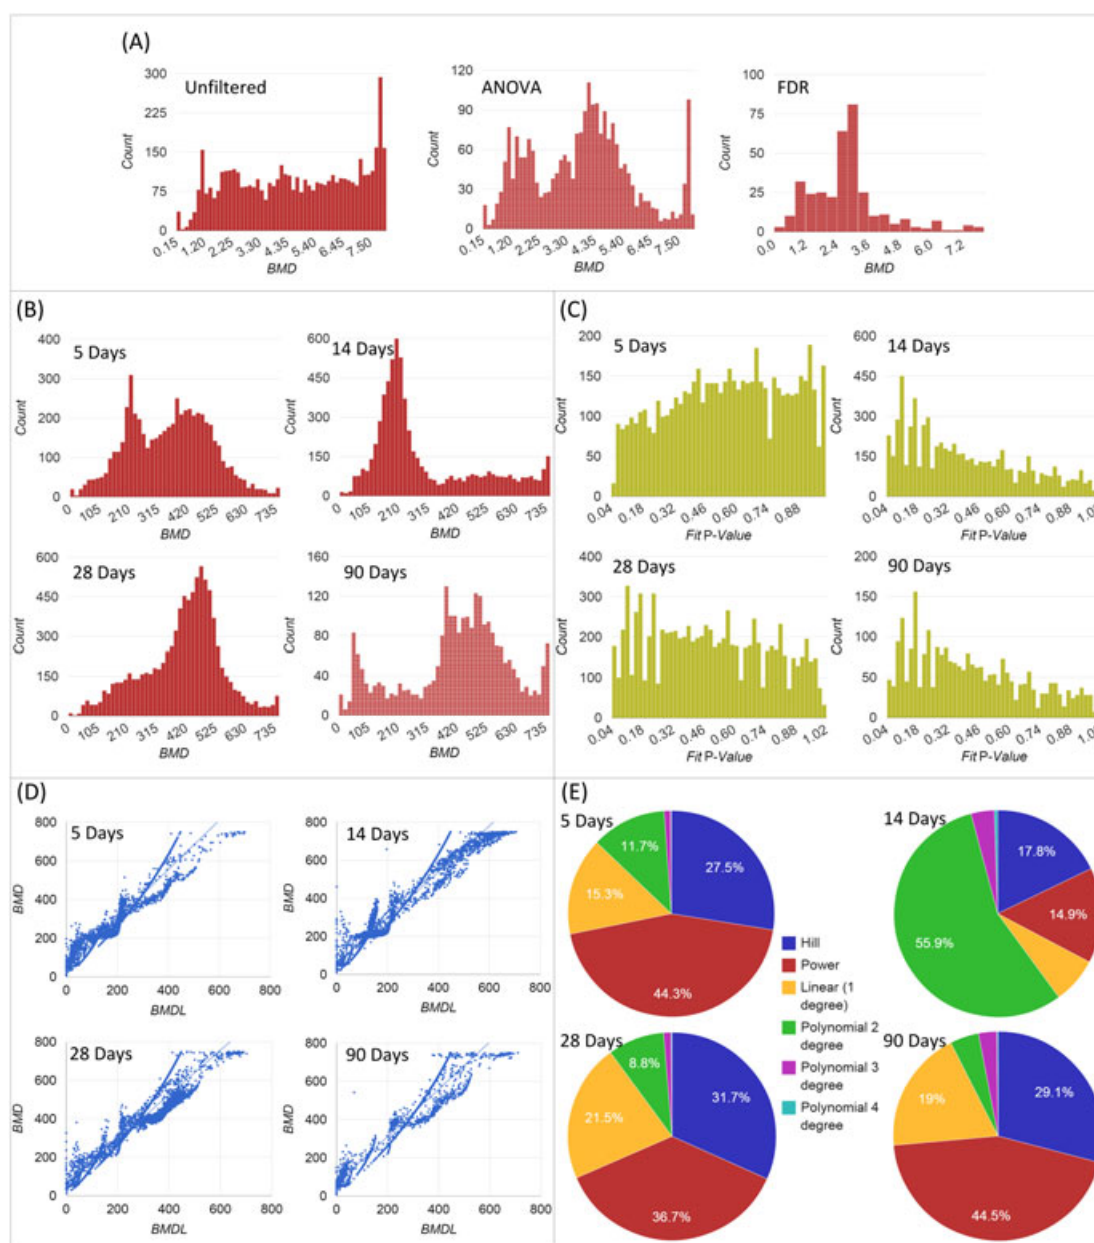 (A)
Unfiltered
300
225
150
75
0
Count
0.15 1.20 2.25 3.30 4.35 5.40 6.45 7.50
BMD
ANOVA
120
90
60
30
0
Count
0.15 1.20 2.25 3.30 4.35 5.40 6.45 7.50
BMD
FDR
100
75
50
25
0
Count
0.0 1.2 2.4 3.6 4.8 6.0 7.2
BMD
(B)
5 Days
400
300
200
100
0
Count
0 105 210 315 420 525 630 735
BMD
14 Days
600
450
300
150
0
Count
0 105 210 315 420 525 630 735
BMD
28 Days
600
450
300
150
0
Count
0 105 210 315 420 525 630 735
BMD
90 Days
160
120
80
40
0
Count
0 105 210 315 420 525 630 735
BMD
(C)
5 Days
200
150
100
50
0
Count
0.04 0.18 0.32 0.46 0.60 0.74 0.88
Fit P-Value
14 Days
600
450
300
150
0
Count
0.04 0.18 0.32 0.46 0.60 0.74 0.88
Fit P-Value
28 Days
400
300
200
100
0
Count
0.04 0.18 0.32 0.46 0.60 0.74 0.88 1.02
Fit P-Value
90 Days
200
150
100
50
0
Count
0.04 0.18 0.32 0.46 0.60 0.74 0.88
Fit P-Value
(D)
5 Days
800
600
400
200
0
BMD
0 200 400 600 800
BMDL
14 Days
800
600
400
200
0
BMD
0 200 400 600 800
BMDL
28 Days
800
600
400
200
0
BMD
0 200 400 600 800
BMDL
90 Days
800
600
400
200
0
BMD
0 200 400 600 800
BMDL
(E)
5 Days
11.7%
27.5%
15.3%
44.3%
14 Days
17.8%
14.9%
55.9%
Hill
Power
Linear (1
degree)
Polynomial 2
degree
Polynomial 3
degree
Polynomial 4
degree
28 Days
8.8%
31.7%
21.5%
36.7%
90 Days
29.1%
19%
44.5%